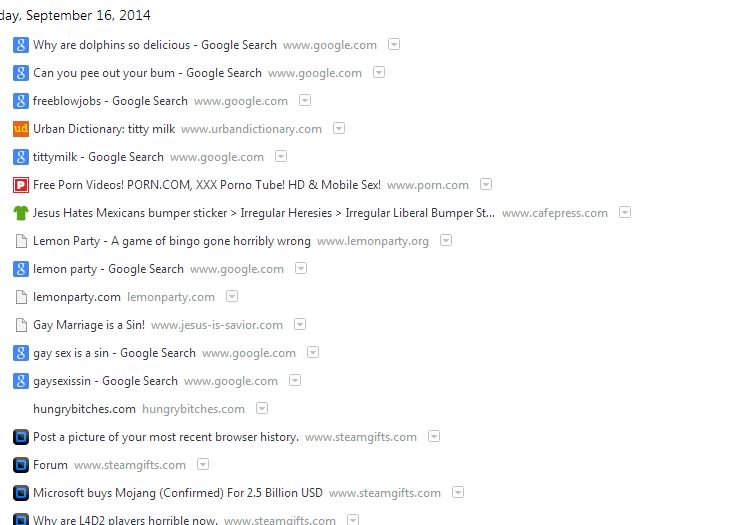 day, September 16, 2014
Why are dolphins so delicious - Google Search www.google.com
Can you pee out your bum - Google Search www.google.com
freeblowjobs - Google Search www.google.com
Urban Dictionary: titty milk www.urbandictionary.com
tittymilk - Google Search www.google.com
Free Porn Videos! PORN.COM, XXX Porno Tube! HD & Mobile Sex! www.porn.com
Jesus Hates Mexicans bumper sticker > Irregular Heresies > Irregular Liberal Bumper St... www.cafepress.com
Lemon Party - A game of bingo gone horribly wrong www.lemonparty.org
lemon party - Google Search www.google.com
lemonparty.com lemonparty.com
Gay Marriage is a Sin! www.jesus-is-savior.com
gay sex is a sin - Google Search www.google.com
gaysexissin - Google Search www.google.com
hungrybitches.com hungrybitches.com
Post a picture of your most recent browser history. www.steamgifts.com
Forum www.steamgifts.com
Microsoft buys Mojang (Confirmed) For 2.5 Billion USD www.steamgifts.com
Why are L4D2 players horrible now. www.steamgifts.com